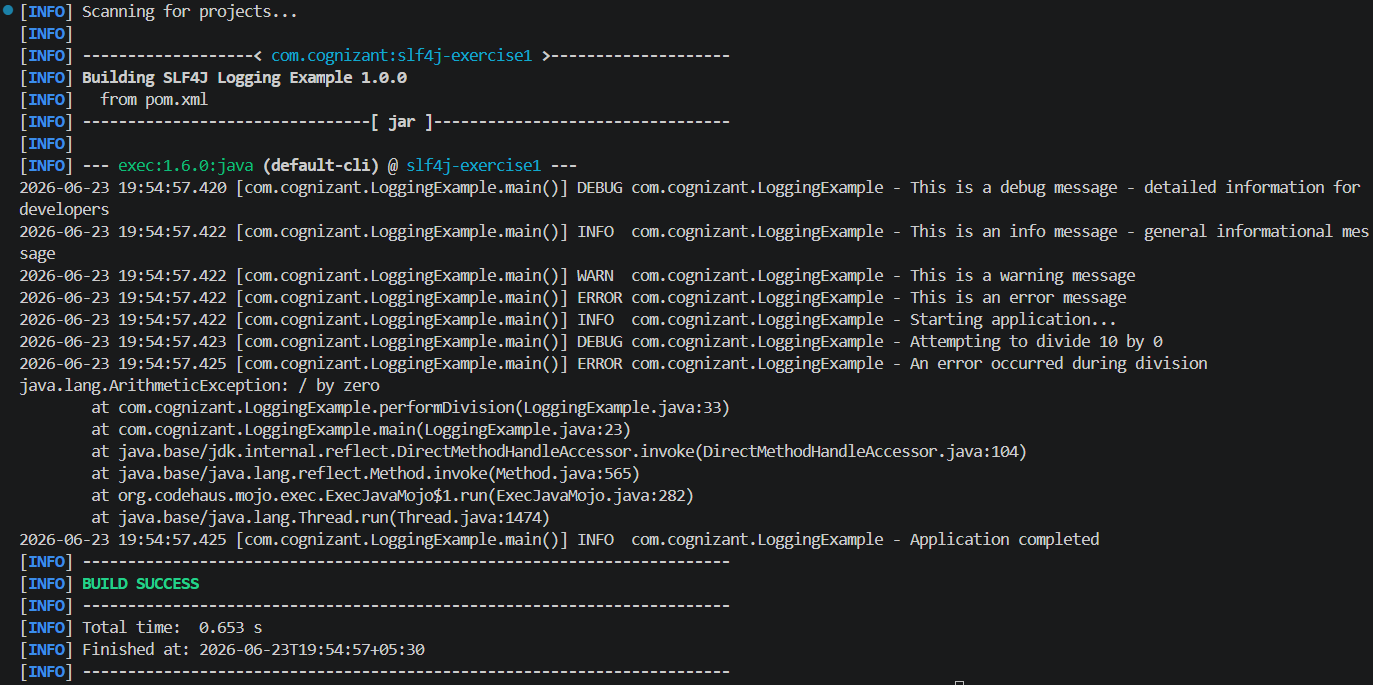 [INFO] Scanning for projects...
[INFO]
[INFO] -------------------< com.cognizant:slf4j-exercise1 >--------------------
[INFO] Building SLF4J Logging Example 1.0.0
[INFO]   from pom.xml
[INFO] --------------------------------[ jar ]---------------------------------
[INFO]
[INFO] --- exec:1.6.0:java (default-cli) @ slf4j-exercise1 ---
2026-06-23 19:54:57.420 [com.cognizant.LoggingExample.main()] DEBUG com.cognizant.LoggingExample - This is a debug message - detailed information for
developers
2026-06-23 19:54:57.422 [com.cognizant.LoggingExample.main()] INFO  com.cognizant.LoggingExample - This is an info message - general informational mes
sage
2026-06-23 19:54:57.422 [com.cognizant.LoggingExample.main()] WARN  com.cognizant.LoggingExample - This is a warning message
2026-06-23 19:54:57.422 [com.cognizant.LoggingExample.main()] ERROR com.cognizant.LoggingExample - This is an error message
2026-06-23 19:54:57.422 [com.cognizant.LoggingExample.main()] INFO  com.cognizant.LoggingExample - Starting application...
2026-06-23 19:54:57.423 [com.cognizant.LoggingExample.main()] DEBUG com.cognizant.LoggingExample - Attempting to divide 10 by 0
2026-06-23 19:54:57.425 [com.cognizant.LoggingExample.main()] ERROR com.cognizant.LoggingExample - An error occurred during division
java.lang.ArithmeticException: / by zero
        at com.cognizant.LoggingExample.performDivision(LoggingExample.java:33)
        at com.cognizant.LoggingExample.main(LoggingExample.java:23)
        at java.base/jdk.internal.reflect.DirectMethodHandleAccessor.invoke(DirectMethodHandleAccessor.java:104)
        at java.base/java.lang.reflect.Method.invoke(Method.java:565)
        at org.codehaus.mojo.exec.ExecJavaMojo$1.run(ExecJavaMojo.java:282)
        at java.base/java.lang.Thread.run(Thread.java:1474)
2026-06-23 19:54:57.425 [com.cognizant.LoggingExample.main()] INFO  com.cognizant.LoggingExample - Application completed
[INFO] ------------------------------------------------------------------------
[INFO] BUILD SUCCESS
[INFO] ------------------------------------------------------------------------
[INFO] Total time:  0.653 s
[INFO] Finished at: 2026-06-23T19:54:57+05:30
[INFO] ------------------------------------------------------------------------